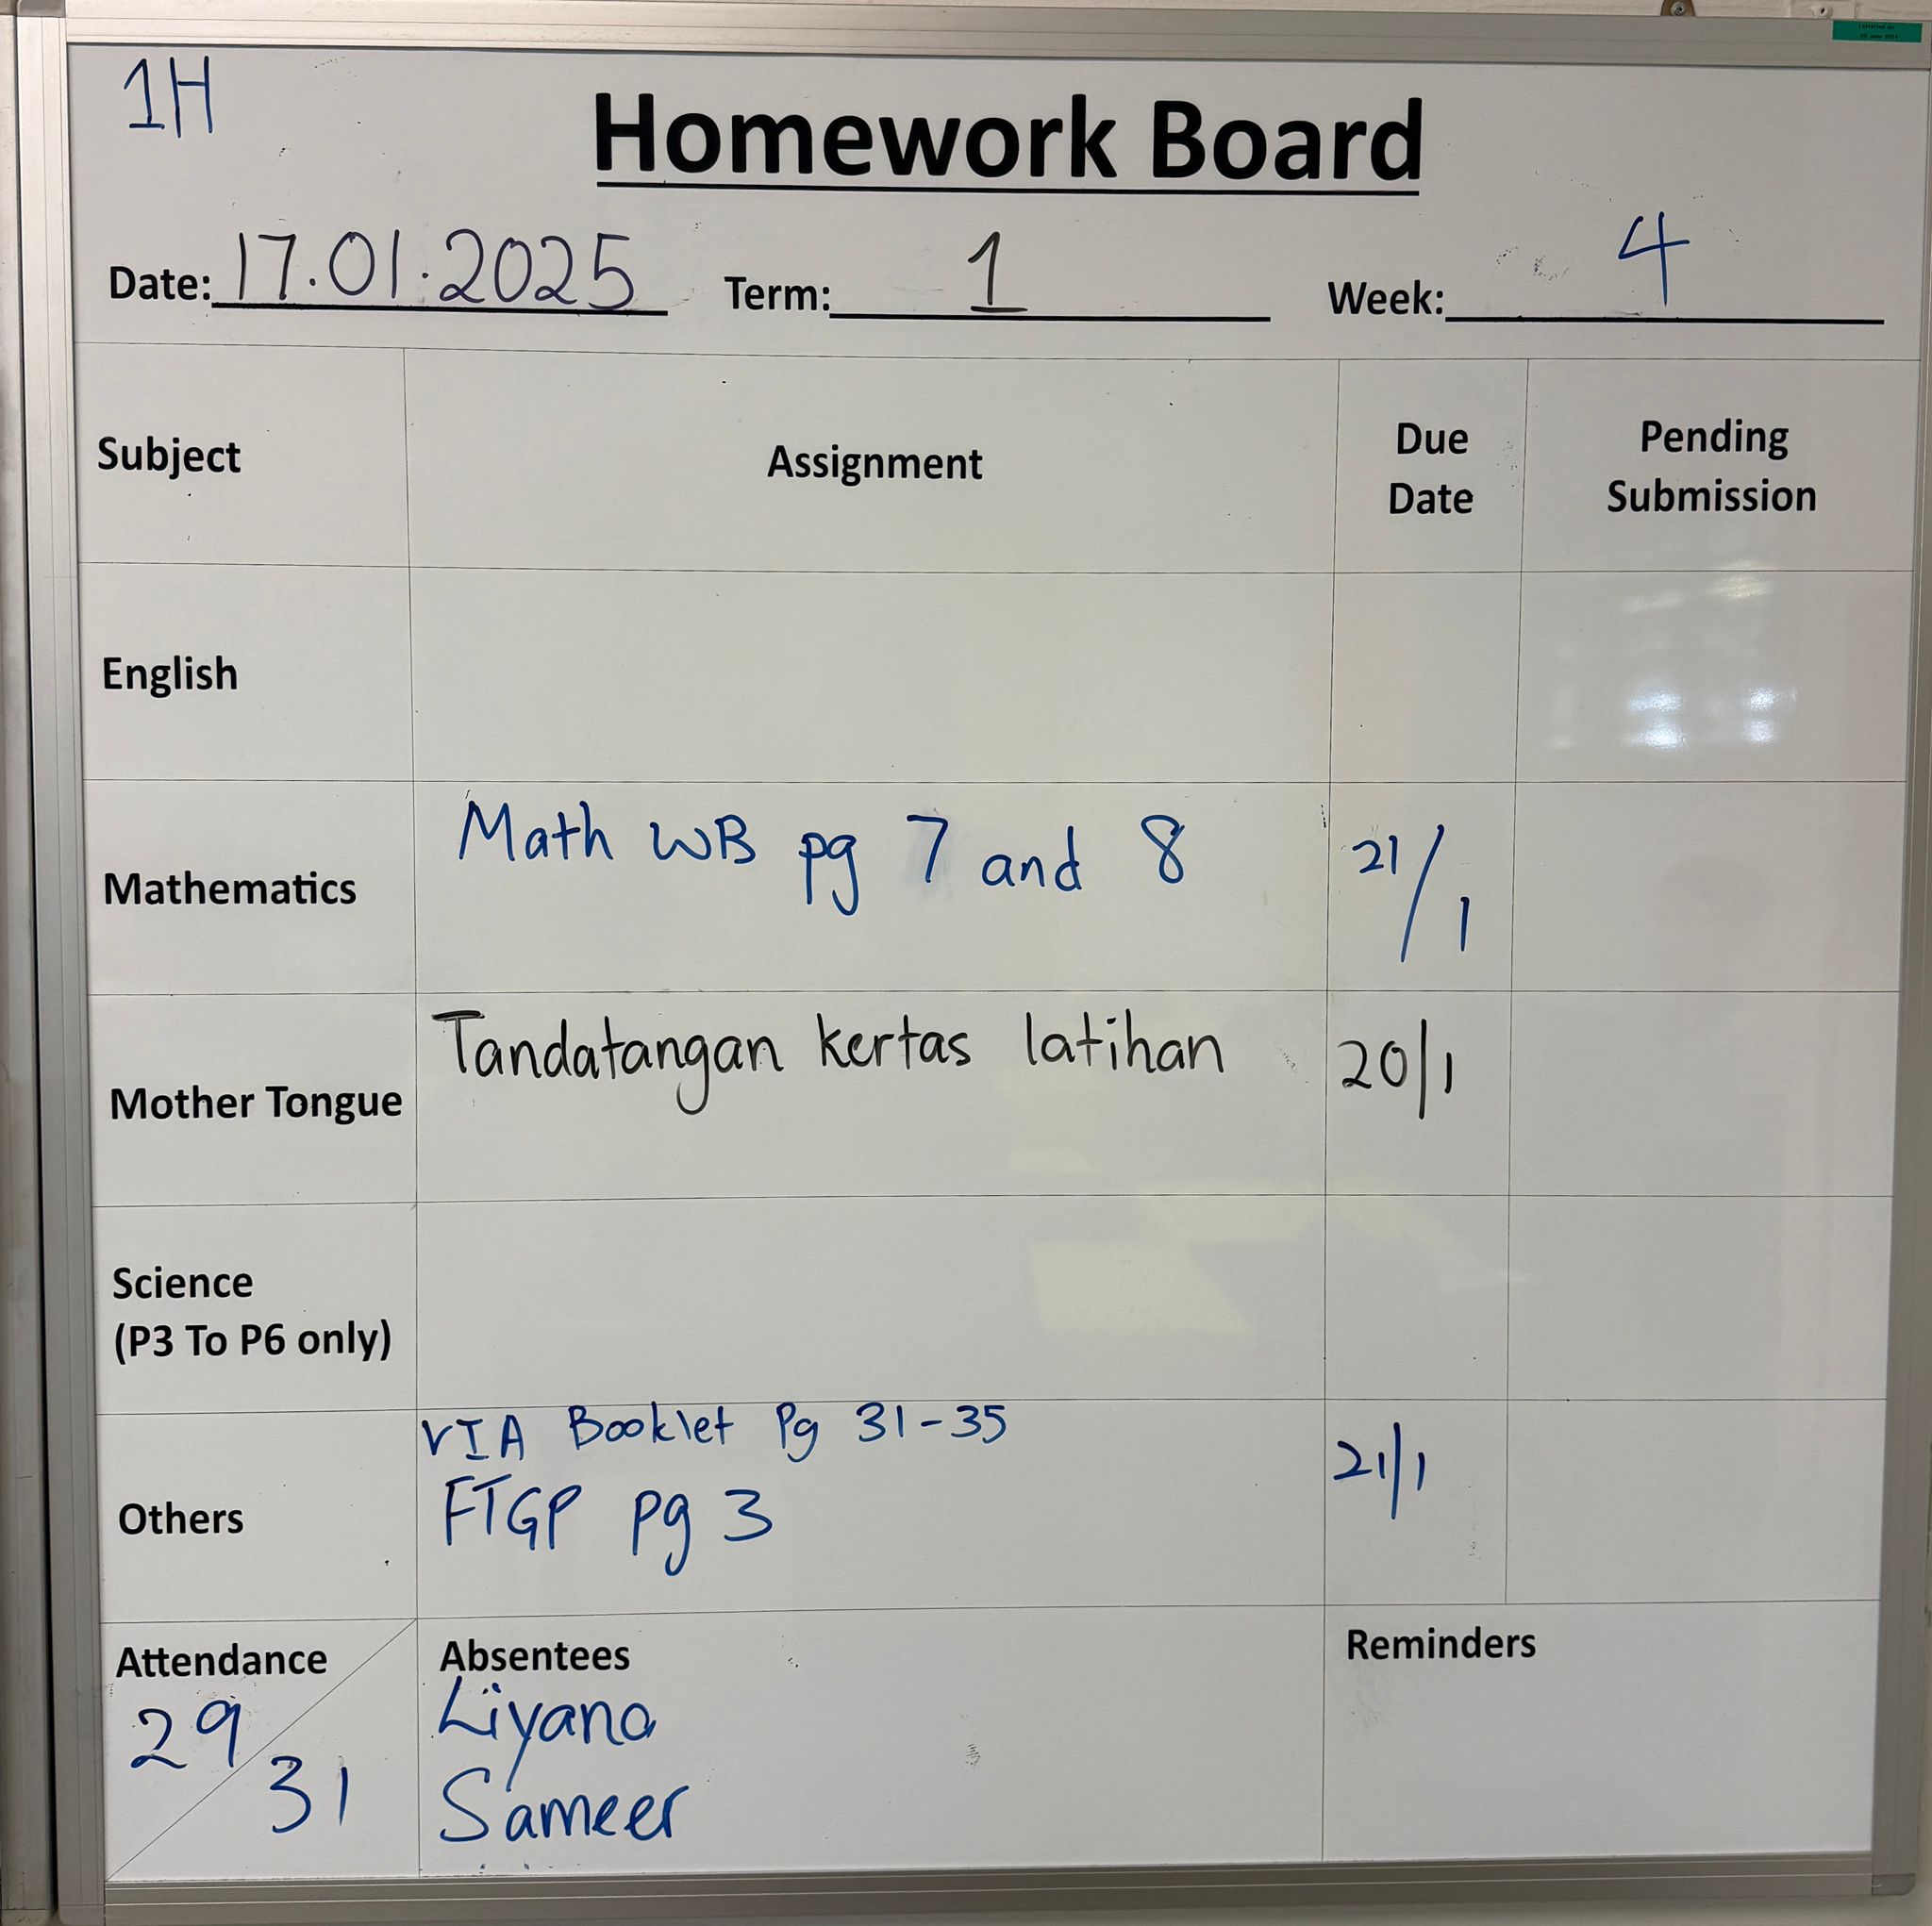 1H
Homework Board
Date: 17.01.2025 Term: 1 Week: 4
Subject Assignment Due Date Pending Submission
English
Mathematics Math WB pg 7 and 8 21/1
Mother Tongue Tandatangan kertas latihan 20/1
Science
(P3 To P6 only)
Others VIA Booklet Pg 31-35 21/1
FTGP pg 3
Attendance Absentees Reminders
29/31 Liyana
Sameer